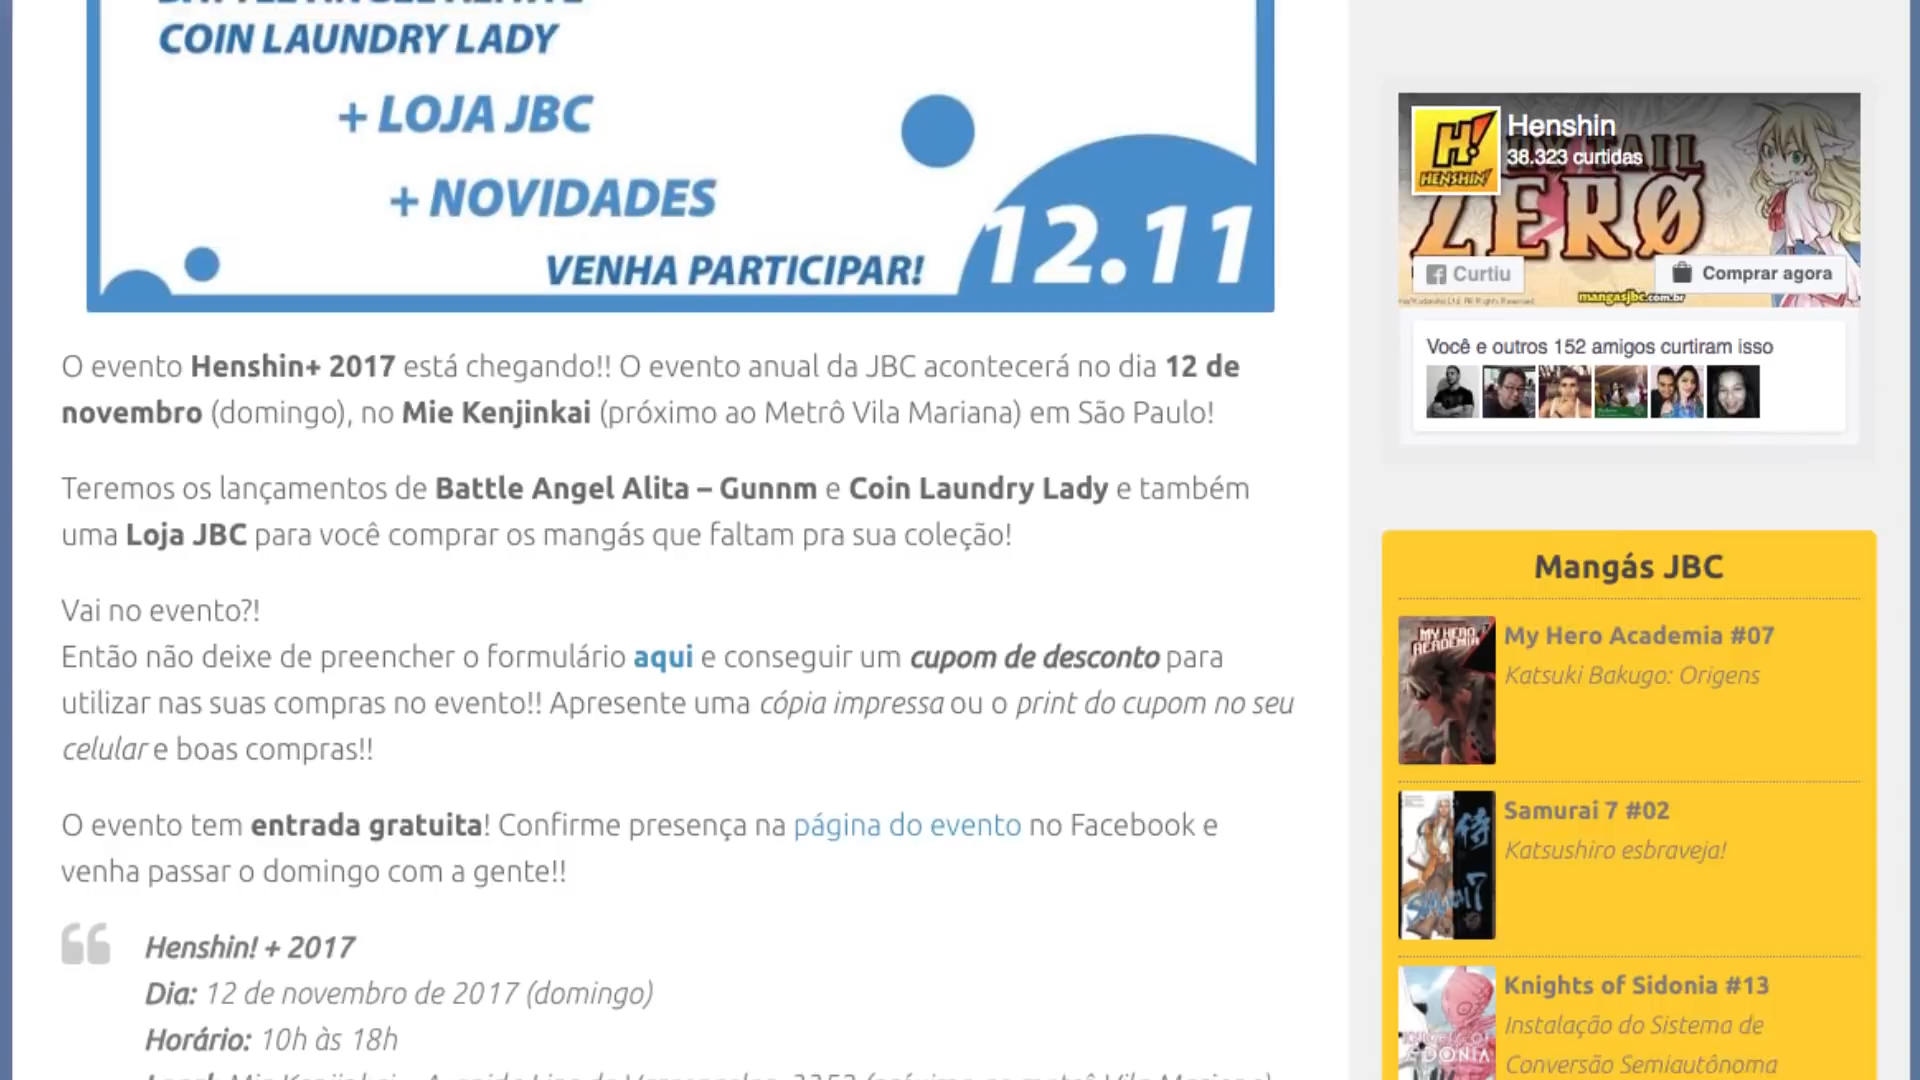 COIN LAUNDRY LADY
+ LOJA JBC
+ NOVIDADES
VENHA PARTICIPAR!
12.11
O evento Henshin+ 2017 está chegando!! O evento anual da JBC acontecerá no dia 12 de
novembro (domingo), no Mie Kenjinkai (próximo ao Metrô Vila Mariana) em São Paulo!
Teremos os lançamentos de Battle Angel Alita – Gunnm e Coin Laundry Lady e também
uma Loja JBC para você comprar os mangás que faltam pra sua coleção!
Vai no evento?!
Então não deixe de preencher o formulário aqui e conseguir um cupom de desconto para
utilizar nas suas compras no evento!! Apresente uma cópia impressa ou o print do cupom no seu
celular e boas compras!!
O evento tem entrada gratuita! Confirme presença na página do evento no Facebook e
venha passar o domingo com a gente!!
Henshin! + 2017
Dia: 12 de novembro de 2017 (domingo)
Horário: 10h às 18h
H!
HENSHIN!
Henshin
38.323 curtidas
TAIL
ZERØ
Curtiu
Comprar agora
mangasjbc.com.br
Você e outros 152 amigos curtiram isso
Mangás JBC
MY HERO
ACADEMIA
My Hero Academia #07
Katsuki Bakugo: Origens
侍
7
Samurai 7 #02
Katsushiro esbraveja!
Knights of Sidonia #13
Instalação do Sistema de
Conversão Semiautônoma